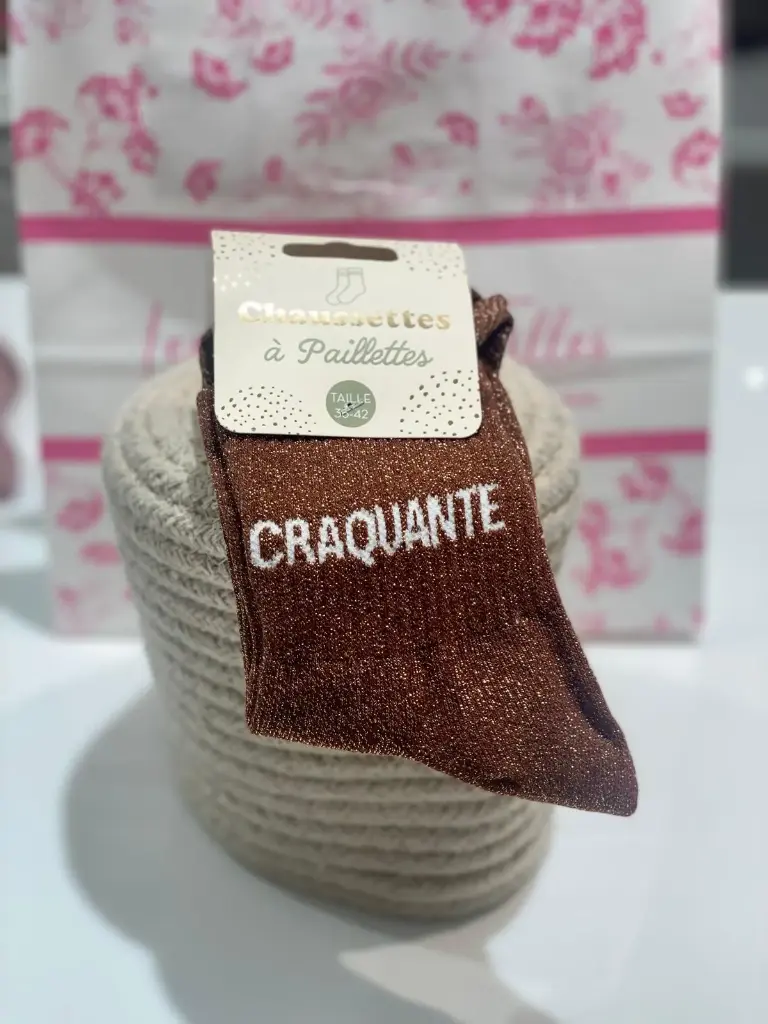 Chaussettes
à Paillettes
TAILLE
36-42
CRAQUANTE